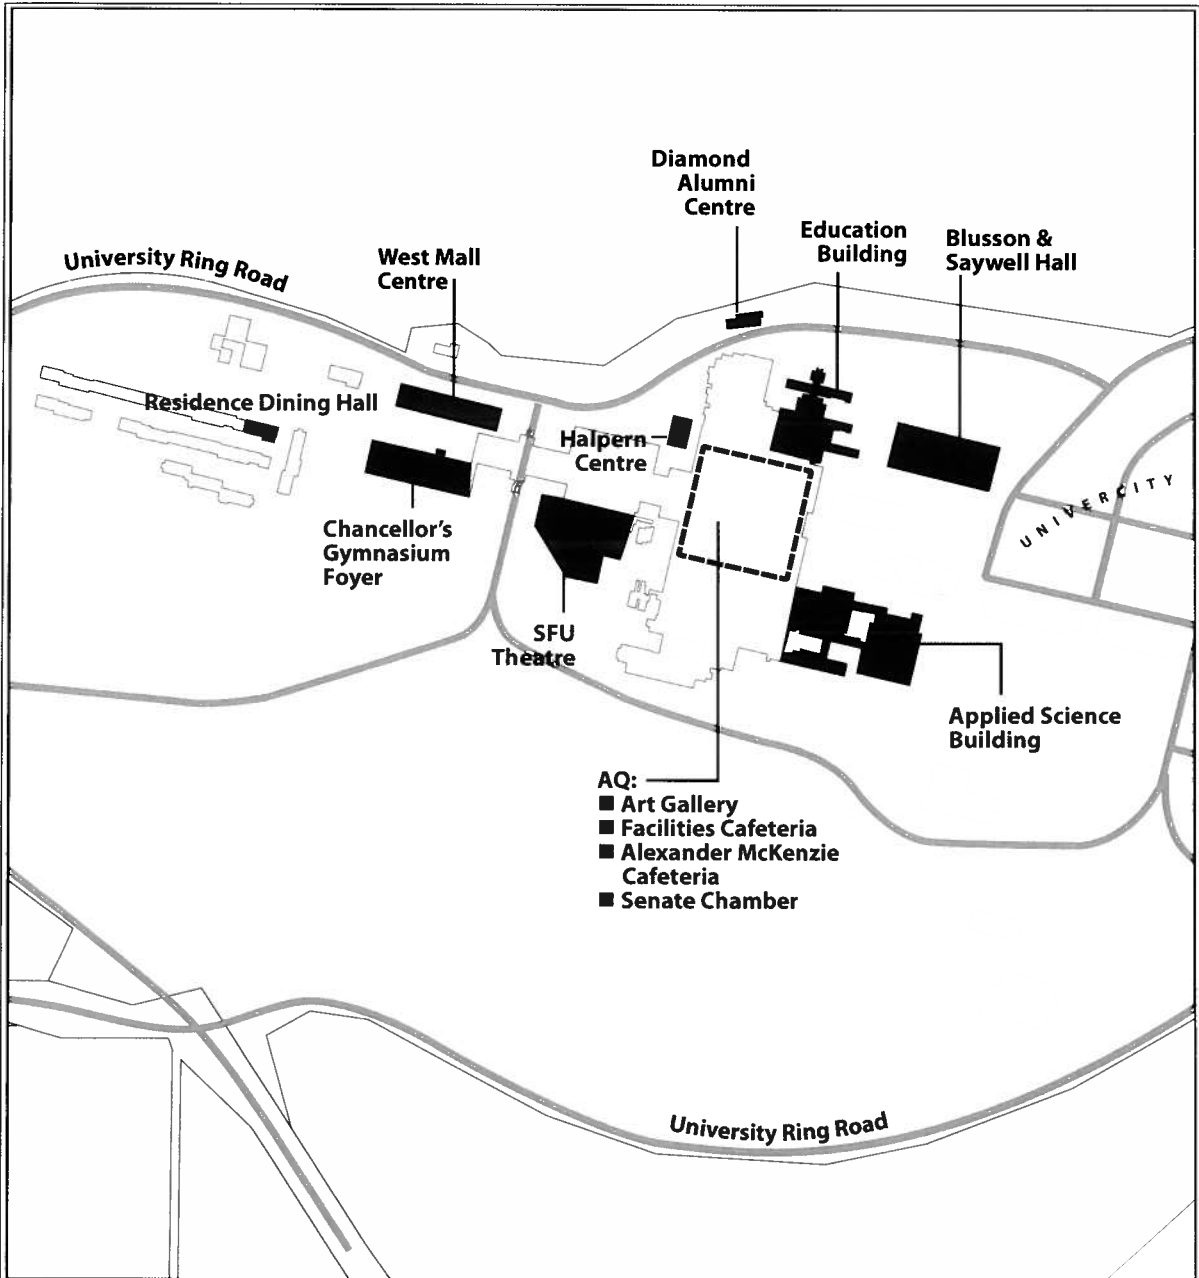 Diamond
Alumni
Centre
Education
Building
Blusson &
Saywell Hall
University Ring Road
West Mall
Centre
Residence Dining Hall
Halpern
Centre
UNIVERCITY
Chancellor's
Gymnasium
Foyer
SFU
Theatre
Applied Science
Building
AQ:
■ Art Gallery
■ Facilities Cafeteria
■ Alexander McKenzie
Cafeteria
■ Senate Chamber
University Ring Road